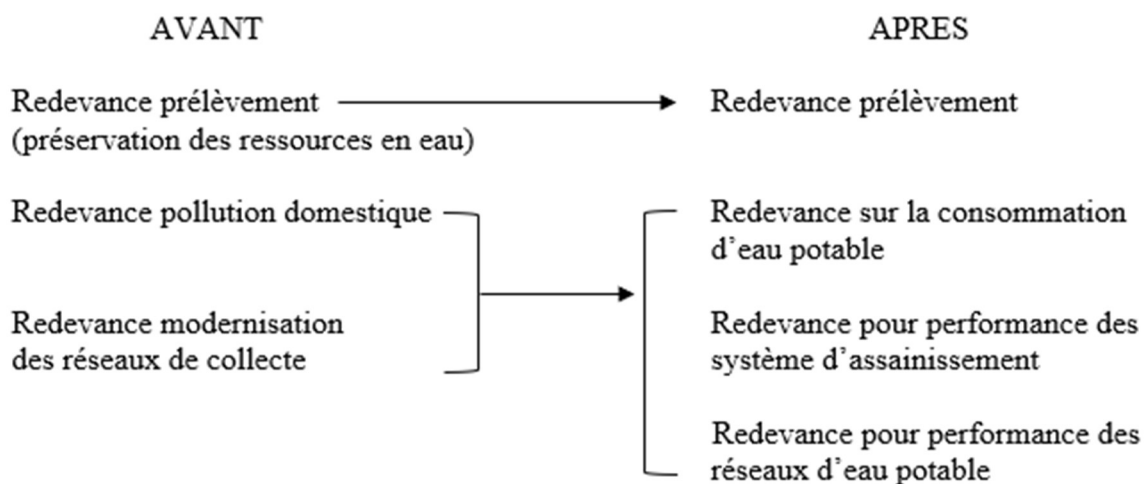 AVANT
APRES
Redevance prélèvement
(préservation des ressources en eau)
Redevance prélèvement
Redevance pollution domestique
Redevance modernisation
des réseaux de collecte
Redevance sur la consommation
d'eau potable
Redevance pour performance des
système d'assainissement
Redevance pour performance des
réseaux d'eau potable